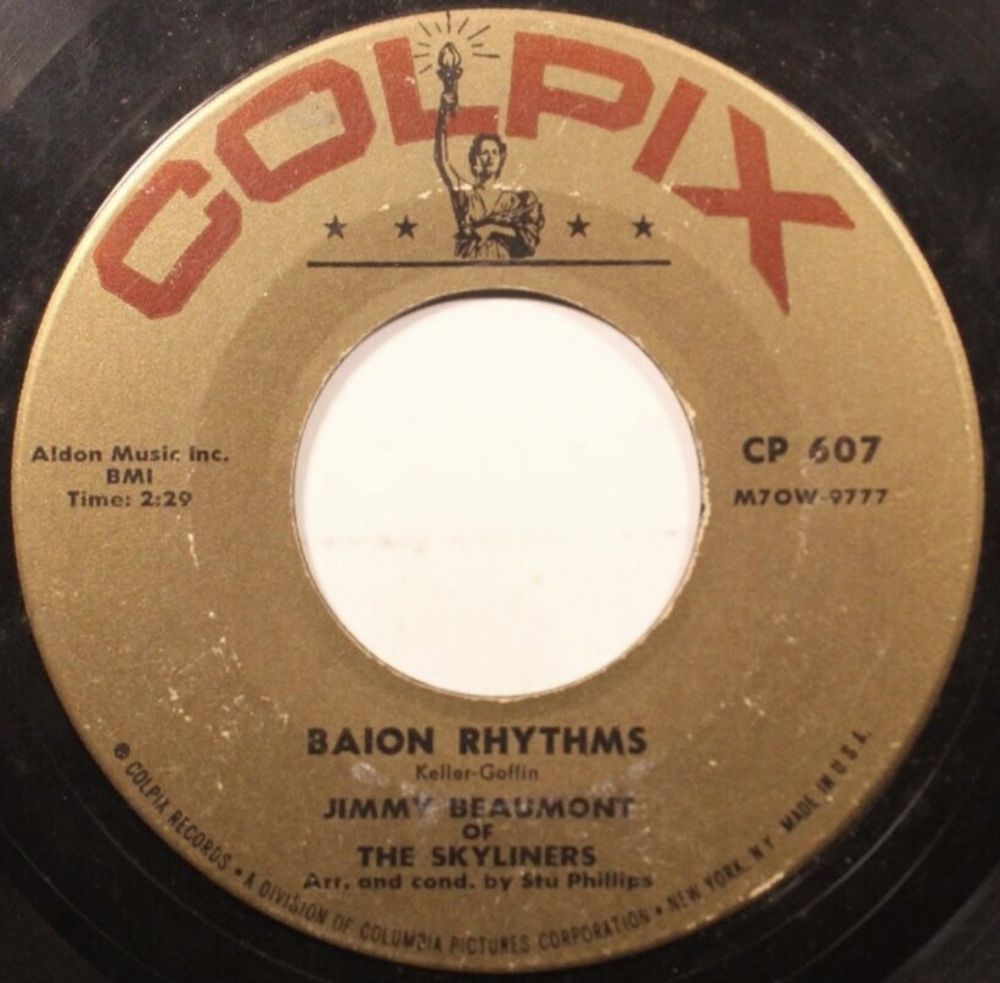 COLPIX
Aldon Music Inc.
BMI
Time: 2:29
CP 607
M7OW-9777
BAION RHYTHMS
Keller-Goffin
JIMMY BEAUMONT
OF
THE SKYLINERS
Arr. and cond. by Stu Phillips
® COLPIX RECORDS • A DIVISION OF COLUMBIA PICTURES CORPORATION • NEW YORK, N.Y. MADE IN U.S.A.